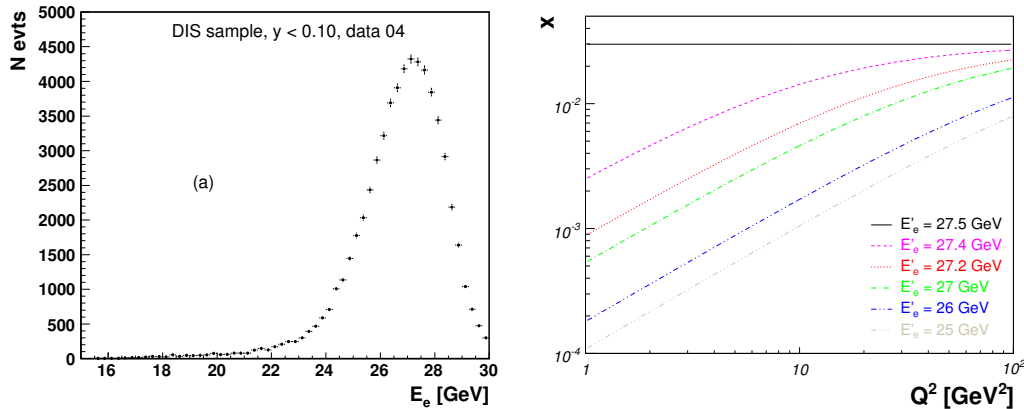 DIS sample, y < 0.10, data 04
(a)
N evts
5000
4500
4000
3500
3000
2500
2000
1500
1000
500
0
16 18 20 22 24 26 28 30
E_e [GeV]
x
10^-2
10^-3
10^-4
E'_e = 27.5 GeV
E'_e = 27.4 GeV
E'_e = 27.2 GeV
E'_e = 27 GeV
E'_e = 26 GeV
E'_e = 25 GeV
1 10 10^2
Q^2 [GeV^2]